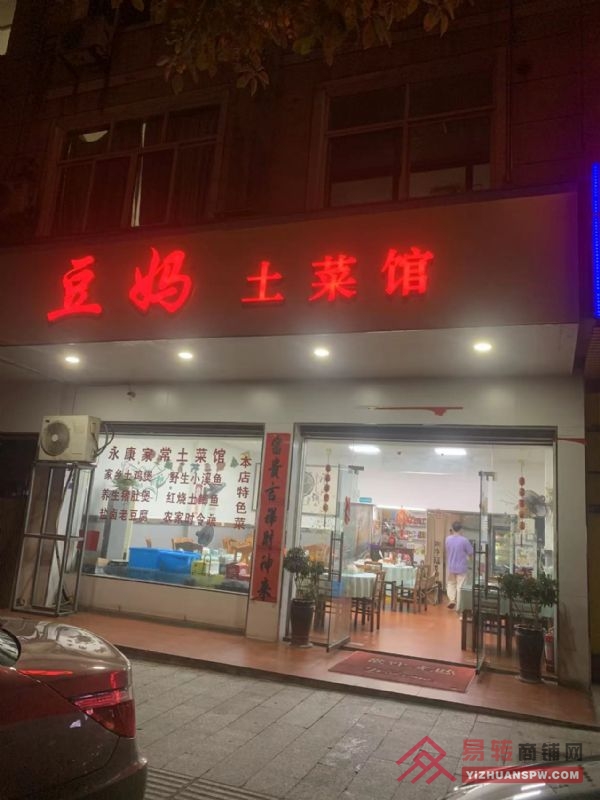 豆妈 土菜馆
永康家常土菜馆
家乡土鸡煲 野生小溪鱼
养生猪肚煲 红烧土鲫鱼
盐卤老豆腐 农家时令蔬
本店特色菜
富贵吉祥财神来
易转商铺网
YIZHUANSPW.COM